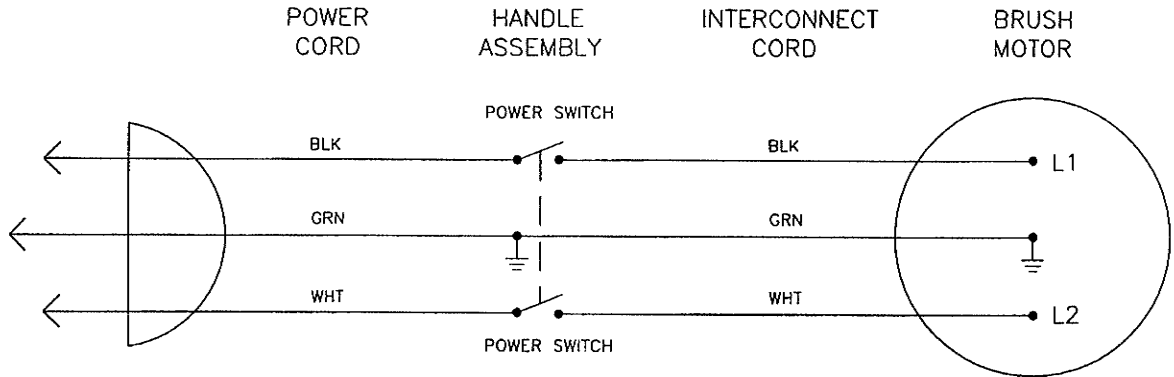 POWER CORD
HANDLE ASSEMBLY
INTERCONNECT CORD
BRUSH MOTOR
POWER SWITCH
BLK
BLK
L1
GRN
GRN
WHT
WHT
L2
POWER SWITCH